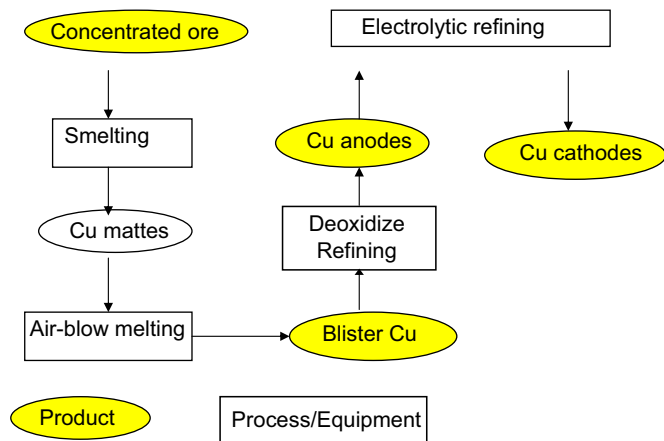 Concentrated ore
Electrolytic refining
Smelting
Cu anodes
Cu cathodes
Cu mattes
Deoxidize
Refining
Air-blow melting
Blister Cu
Product
Process/Equipment